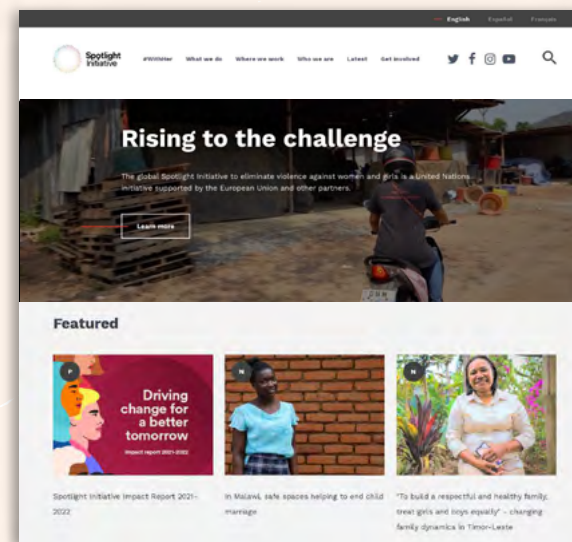 English Español Français
Spotlight
Initiative
#WithHer What we do Where we work Who we are Latest Get Involved
Rising to the challenge
The global Spotlight Initiative to eliminate violence against women and girls is a United Nations
initiative supported by the European Union and other partners.
Learn more
Featured
P
N
N
Driving
change for
a better
tomorrow
Impact report 2021-2022
Spotlight Initiative Impact Report 2021-
2022
In Malawi, safe spaces helping to end child
marriage
"To build a respectful and healthy family,
treat girls and boys equally" – changing
family dynamics in Timor-Leste